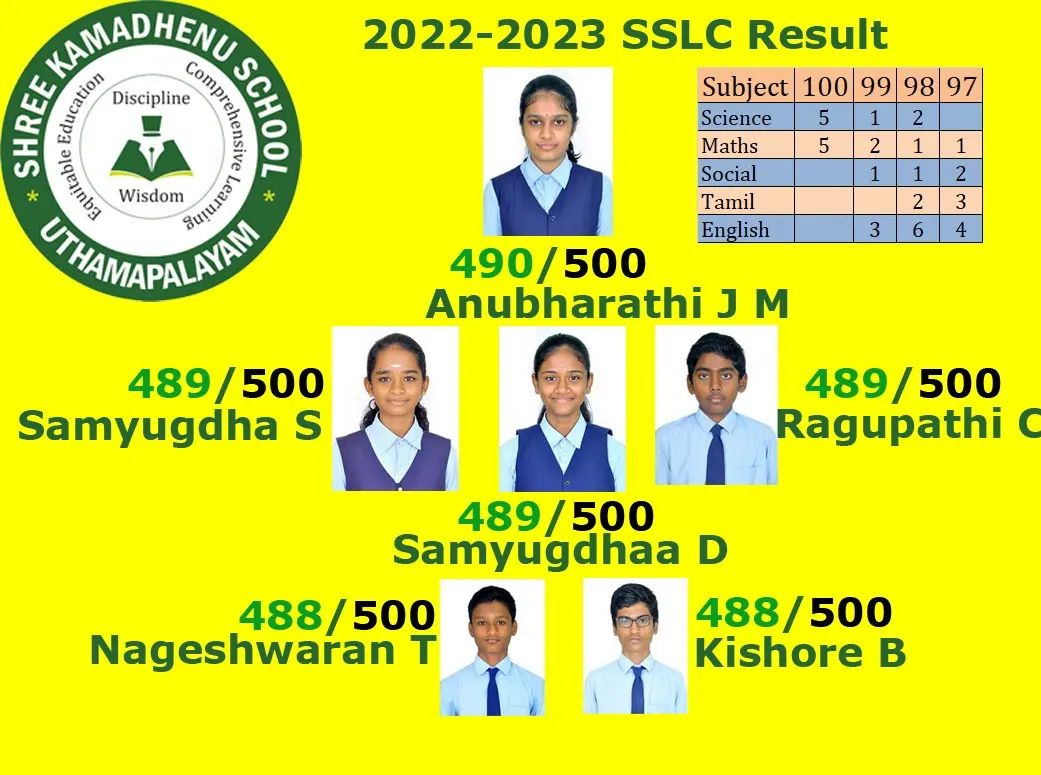 SHREE KAMADHENU SCHOOL
UTHAMAPALAYAM
Equitable Education
Comprehensive Learning
Discipline
Wisdom
2022-2023 SSLC Result
Subject 100 99 98 97
Science 5 1 2
Maths 5 2 1 1
Social 1 1 2
Tamil 2 3
English 3 6 4
490/500
Anubharathi J M
489/500
Samyugdha S
489/500
Samyugdhaa D
489/500
Ragupathi C
488/500
Nageshwaran T
488/500
Kishore B